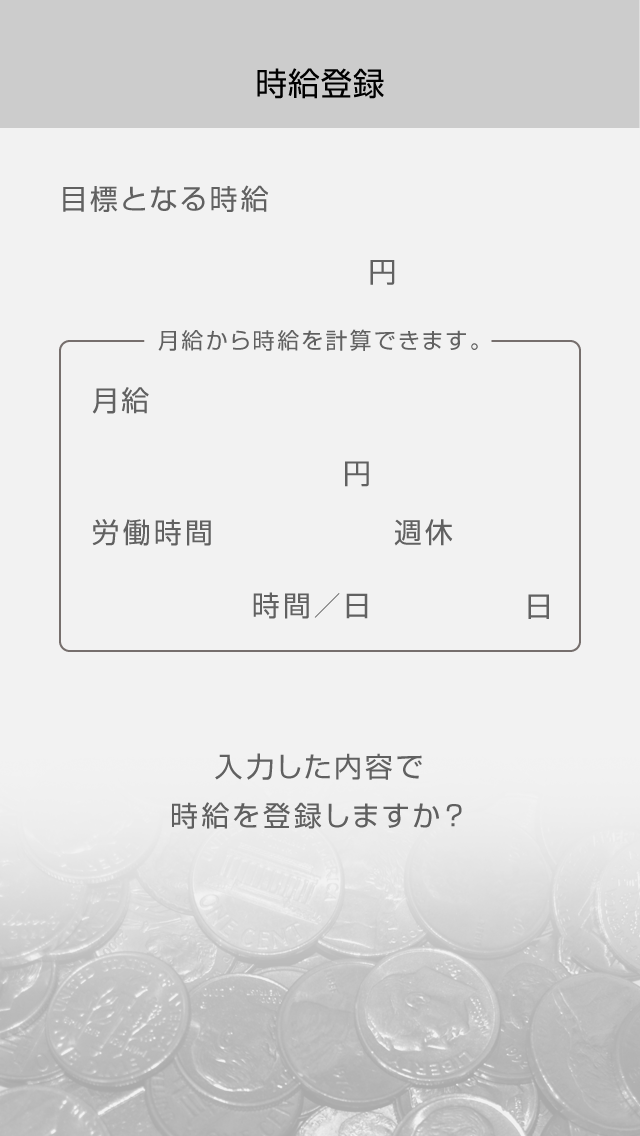 時給登録
目標となる時給
円
月給から時給を計算できます。
月給
円
労働時間 週休
時間／日 日
入力した内容で
時給を登録しますか？